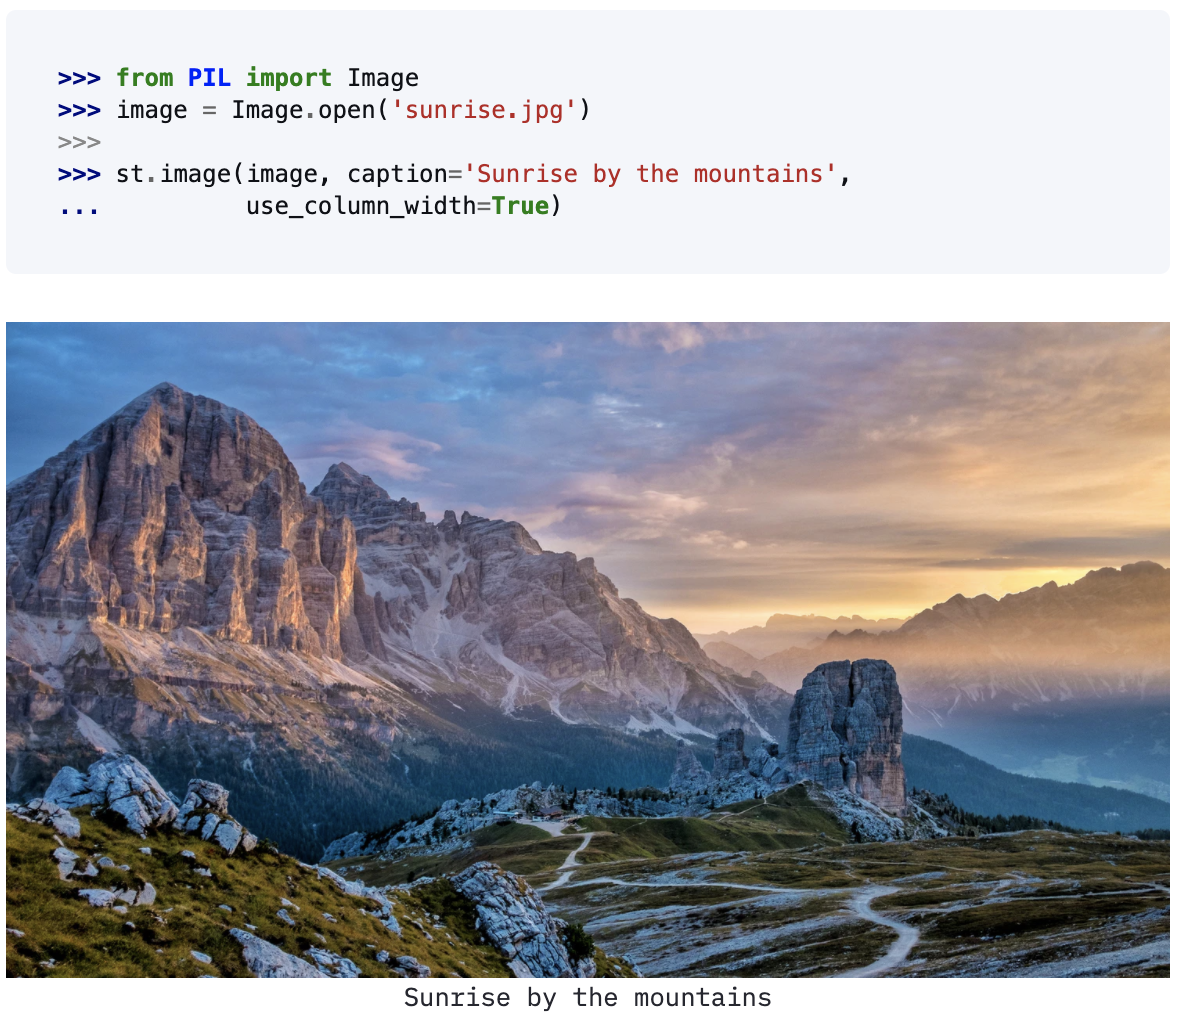 >>> from PIL import Image
>>> image = Image.open('sunrise.jpg')
>>>
>>> st.image(image, caption='Sunrise by the mountains',
...          use_column_width=True)
Sunrise by the mountains